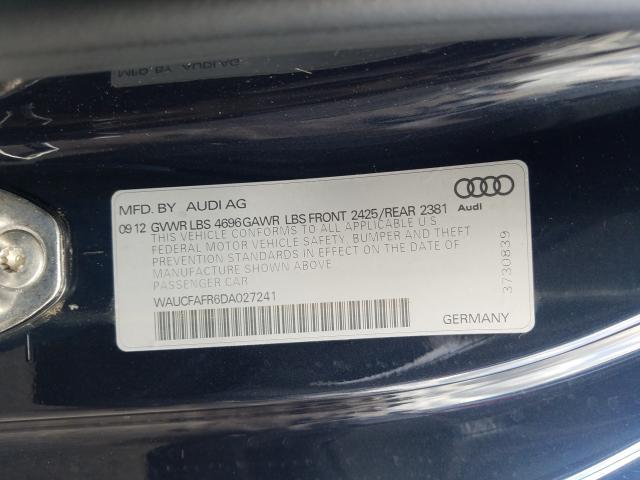 MFD. BY AUDI AG
Audi
09 12 GVWR LBS 4696 GAWR LBS FRONT 2425/REAR 2381
THIS VEHICLE CONFORMS TO ALL APPLICABLE U S
FEDERAL MOTOR VEHICLE SAFETY, BUMPER AND THEFT
PREVENTION STANDARDS IN EFFECT ON THE DATE OF
MANUFACTURE SHOWN ABOVE
PASSENGER CAR
WAUCFAFR6DA027241
3730839
GERMANY